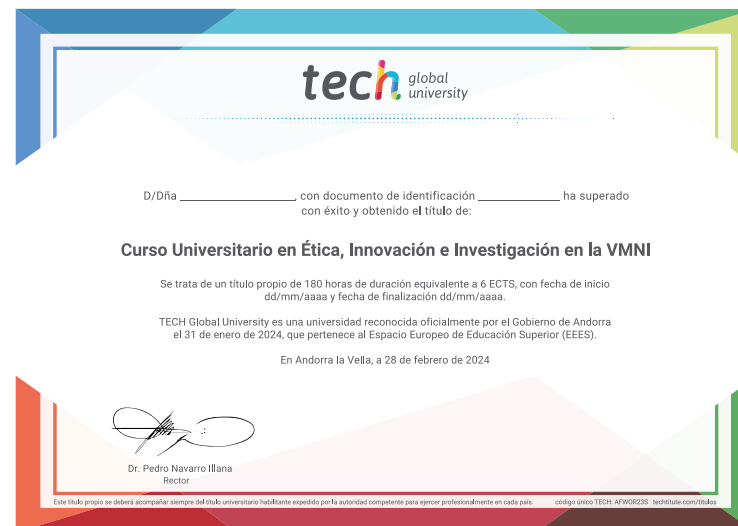 tech global university
D/Dña ____________, con documento de identificación ____________ ha superado
con éxito y obtenido el título de:
Curso Universitario en Ética, Innovación e Investigación en la VMNI
Se trata de un título propio de 180 horas de duración equivalente a 6 ECTS, con fecha de inicio
dd/mm/aaaa y fecha de finalización dd/mm/aaaa.
TECH Global University es una universidad reconocida oficialmente por el Gobierno de Andorra
el 31 de enero de 2024, que pertenece al Espacio Europeo de Educación Superior (EEES).
En Andorra la Vella, a 28 de febrero de 2024
Dr. Pedro Navarro Illana
Rector
Este título propio se deberá acompañar siempre del título universitario habilitante expedido por la autoridad competente para ejercer profesionalmente en cada país. código único TECH: AFWOR23S techtitute.com/titulos